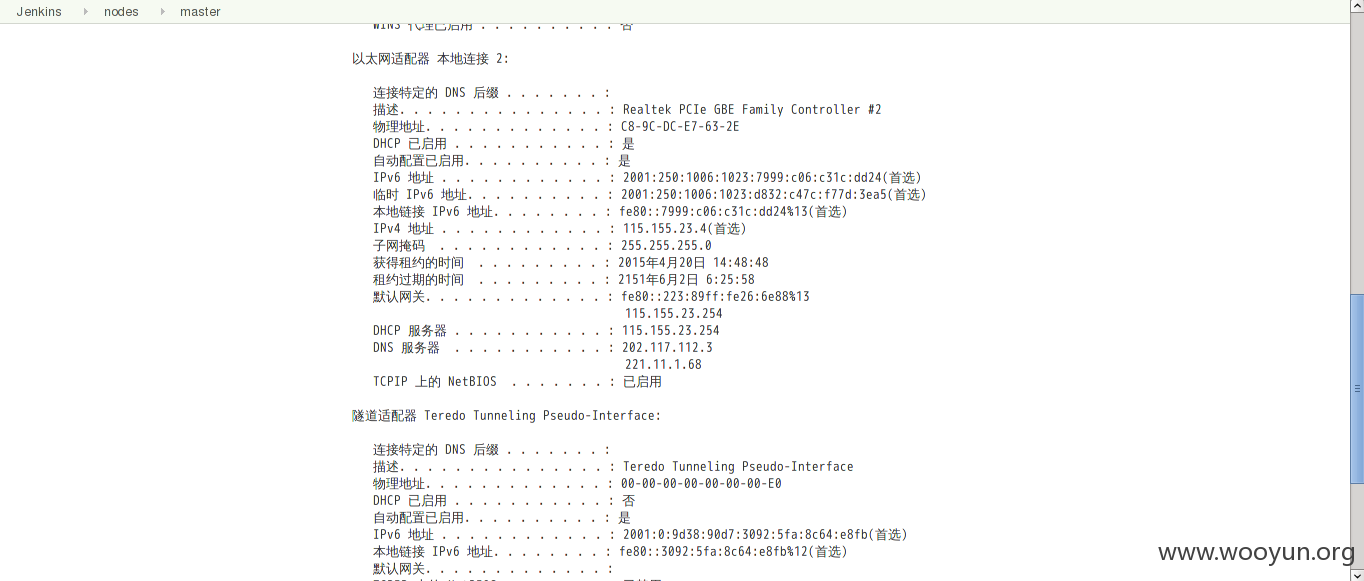 Jenkins nodes master
WINS 代理已启用 . . . . . . . . . . : 否
以太网适配器 本地连接 2:
连接特定的 DNS 后缀 . . . . . . . :
描述. . . . . . . . . . . . . . . : Realtek PCIe GBE Family Controller #2
物理地址. . . . . . . . . . . . . : C8-9C-DC-E7-63-2E
DHCP 已启用 . . . . . . . . . . . : 是
自动配置已启用. . . . . . . . . . : 是
IPv6 地址 . . . . . . . . . . . . : 2001:250:1006:1023:7999:c06:c31c:dd24(首选)
临时 IPv6 地址. . . . . . . . . . : 2001:250:1006:1023:d832:c47c:f77d:3ea5(首选)
本地链接 IPv6 地址. . . . . . . . : fe80::7999:c06:c31c:dd24%13(首选)
IPv4 地址 . . . . . . . . . . . . : 115.155.23.4(首选)
子网掩码 . . . . . . . . . . . . : 255.255.255.0
获得租约的时间 . . . . . . . . . : 2015年4月20日 14:48:48
租约过期的时间 . . . . . . . . . : 2151年6月2日 6:25:58
默认网关. . . . . . . . . . . . . : fe80::223:89ff:fe26:6e88%13
115.155.23.254
DHCP 服务器 . . . . . . . . . . . : 115.155.23.254
DNS 服务器 . . . . . . . . . . . : 202.117.112.3
221.11.1.68
TCPIP 上的 NetBIOS . . . . . . . : 已启用
隧道适配器 Teredo Tunneling Pseudo-Interface:
连接特定的 DNS 后缀 . . . . . . . :
描述. . . . . . . . . . . . . . . : Teredo Tunneling Pseudo-Interface
物理地址. . . . . . . . . . . . . : 00-00-00-00-00-00-00-E0
DHCP 已启用 . . . . . . . . . . . : 否
自动配置已启用. . . . . . . . . . : 是
IPv6 地址 . . . . . . . . . . . . : 2001:0:9d38:90d7:3092:5fa:8c64:e8fb(首选)
本地链接 IPv6 地址. . . . . . . . : fe80::3092:5fa:8c64:e8fb%12(首选)
www.wooyun.org
默认网关. . . . . . . . . . . . . :